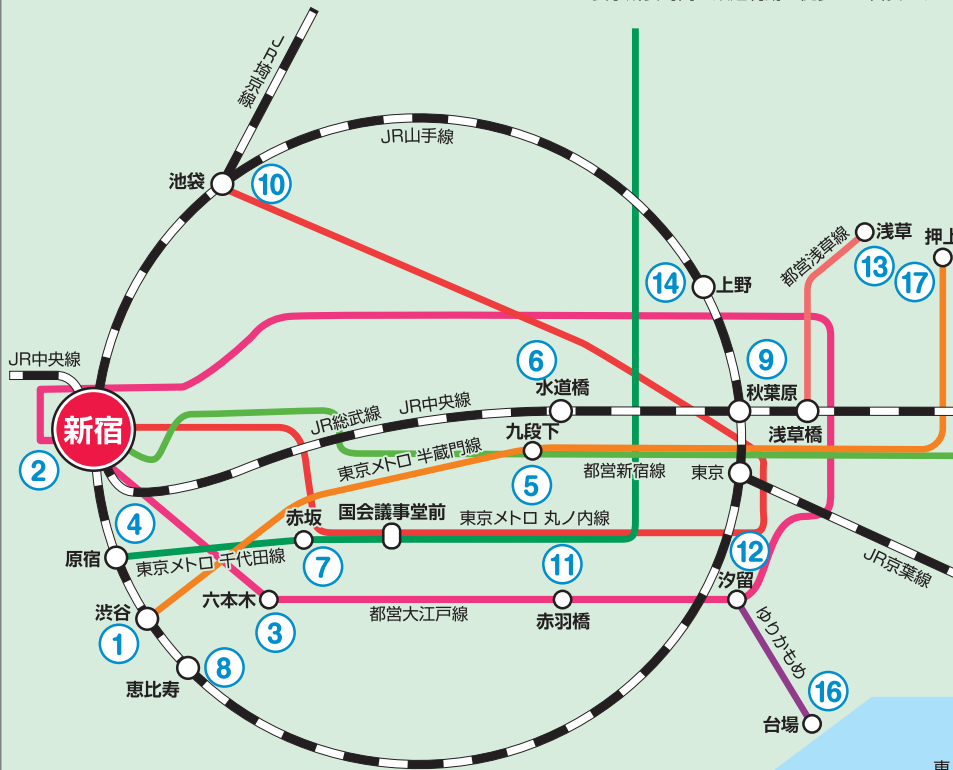 JR埼京線
JR山手線
池袋
10
都営浅草線
浅草
押上
13
17
14
上野
JR中央線
6
9
水道橋
秋葉原
新宿
JR総武線
JR中央線
九段下
浅草橋
2
東京メトロ 半蔵門線
都営新宿線
東京
5
4
赤坂
国会議事堂前
東京メトロ 丸ノ内線
原宿
東京メトロ 千代田線
7
11
12
JR京葉線
汐留
六本木
渋谷
都営大江戸線
赤羽橋
ゆりかもめ
1
3
恵比寿
8
16
台場